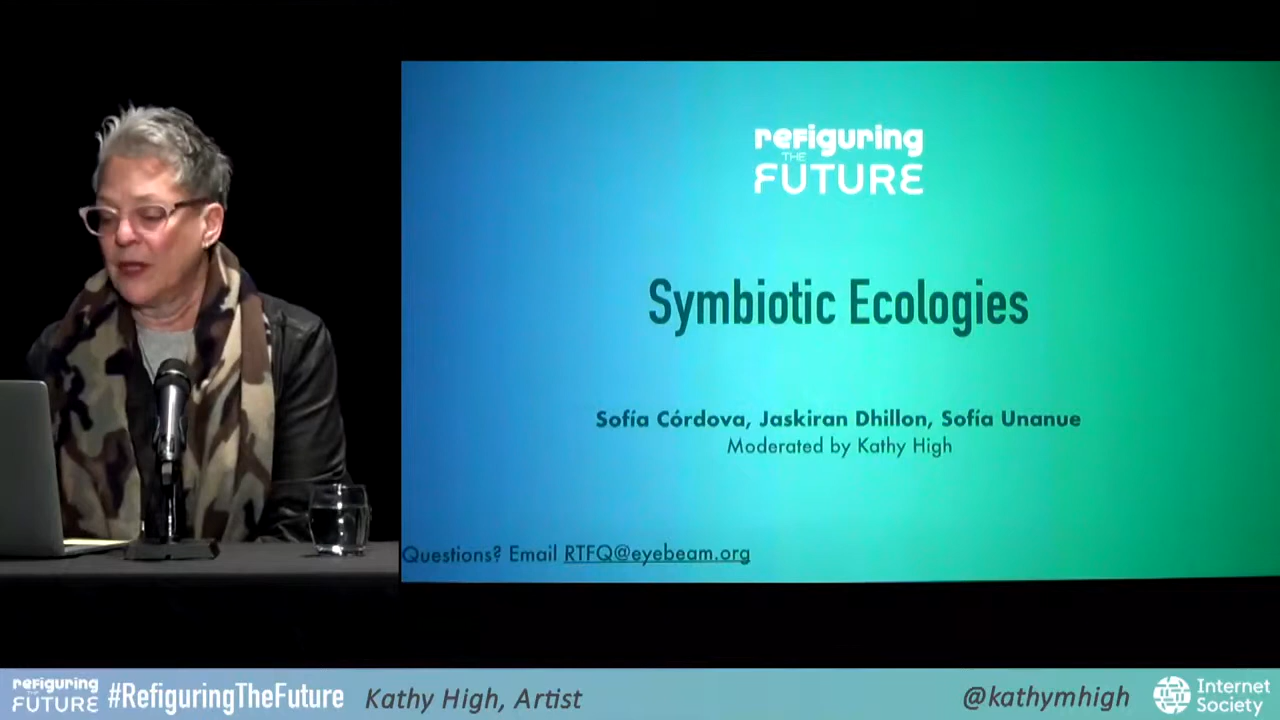 reFiguring
THE
FUTURE
Symbiotic Ecologies
Sofía Córdova, Jaskiran Dhillon, Sofía Unanue
Moderated by Kathy High
Questions? Email RTFQ@eyebeam.org
reFiguring
THE
FUTURE
#RefiguringTheFuture
Kathy High, Artist
@kathymhigh
Internet
Society